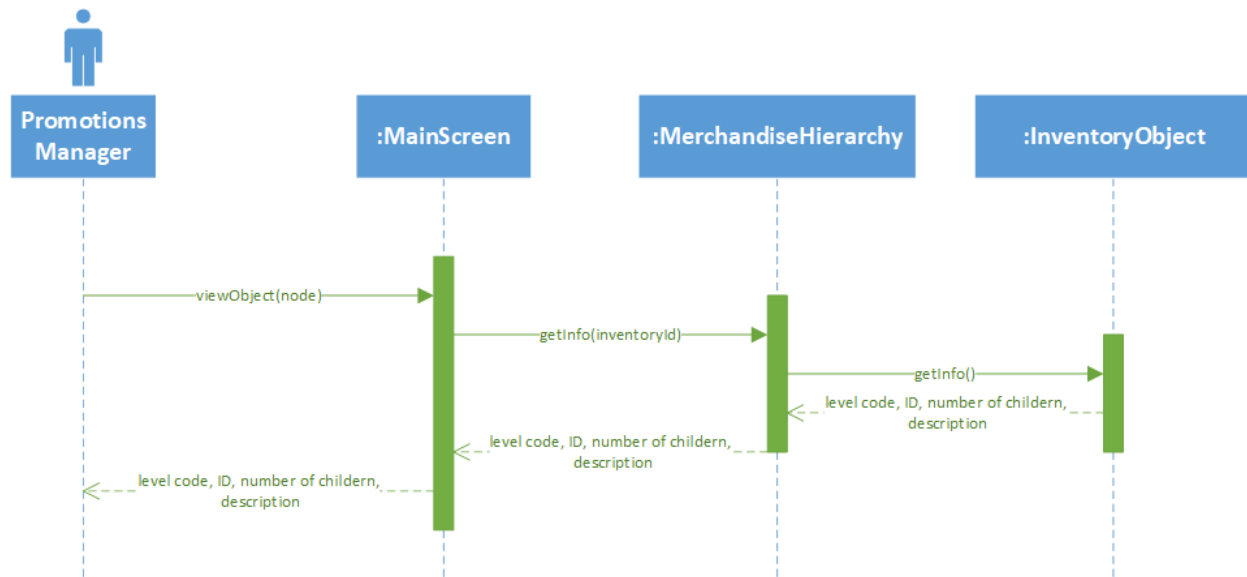 Promotions
Manager
:MainScreen
:MerchandiseHierarchy
:InventoryObject
viewObject(node)
getInfo(inventoryId)
getInfo()
level code, ID, number of childern,
description
level code, ID, number of childern,
description
level code, ID, number of childern,
description